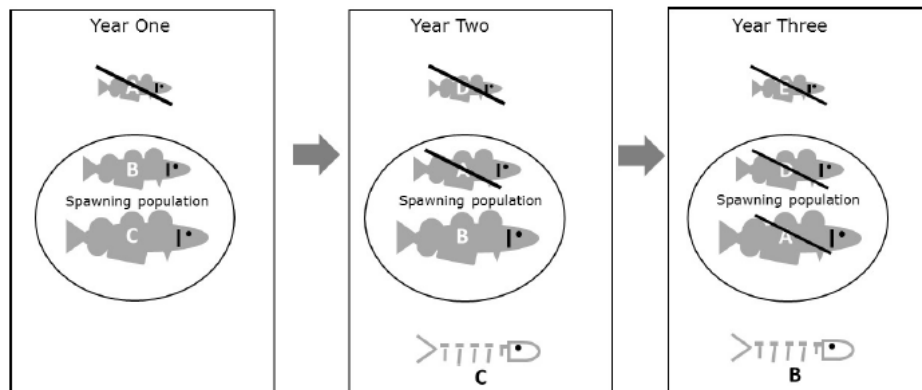 Year One
A
B
Spawning population
C
Year Two
D
A
Spawning population
B
C
Year Three
E
D
Spawning population
A
B